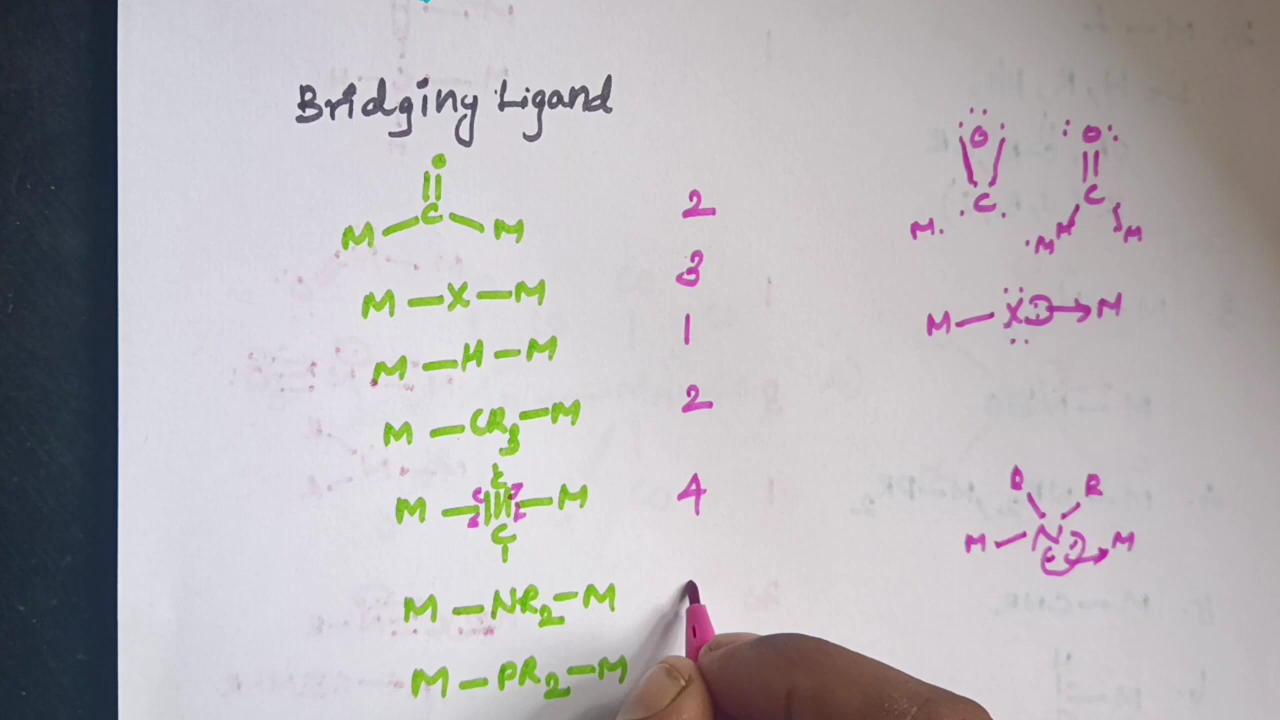 Bridging Ligand
O
M C M 2
M — X — M 3
M — H — M 1
M — CR3 — M 2
M — C≡C — M 4
M — NR2 — M
M — PR2 — M
:O: :O:
C C
M. .M M M
M — X: → M
R R
M — N: → M